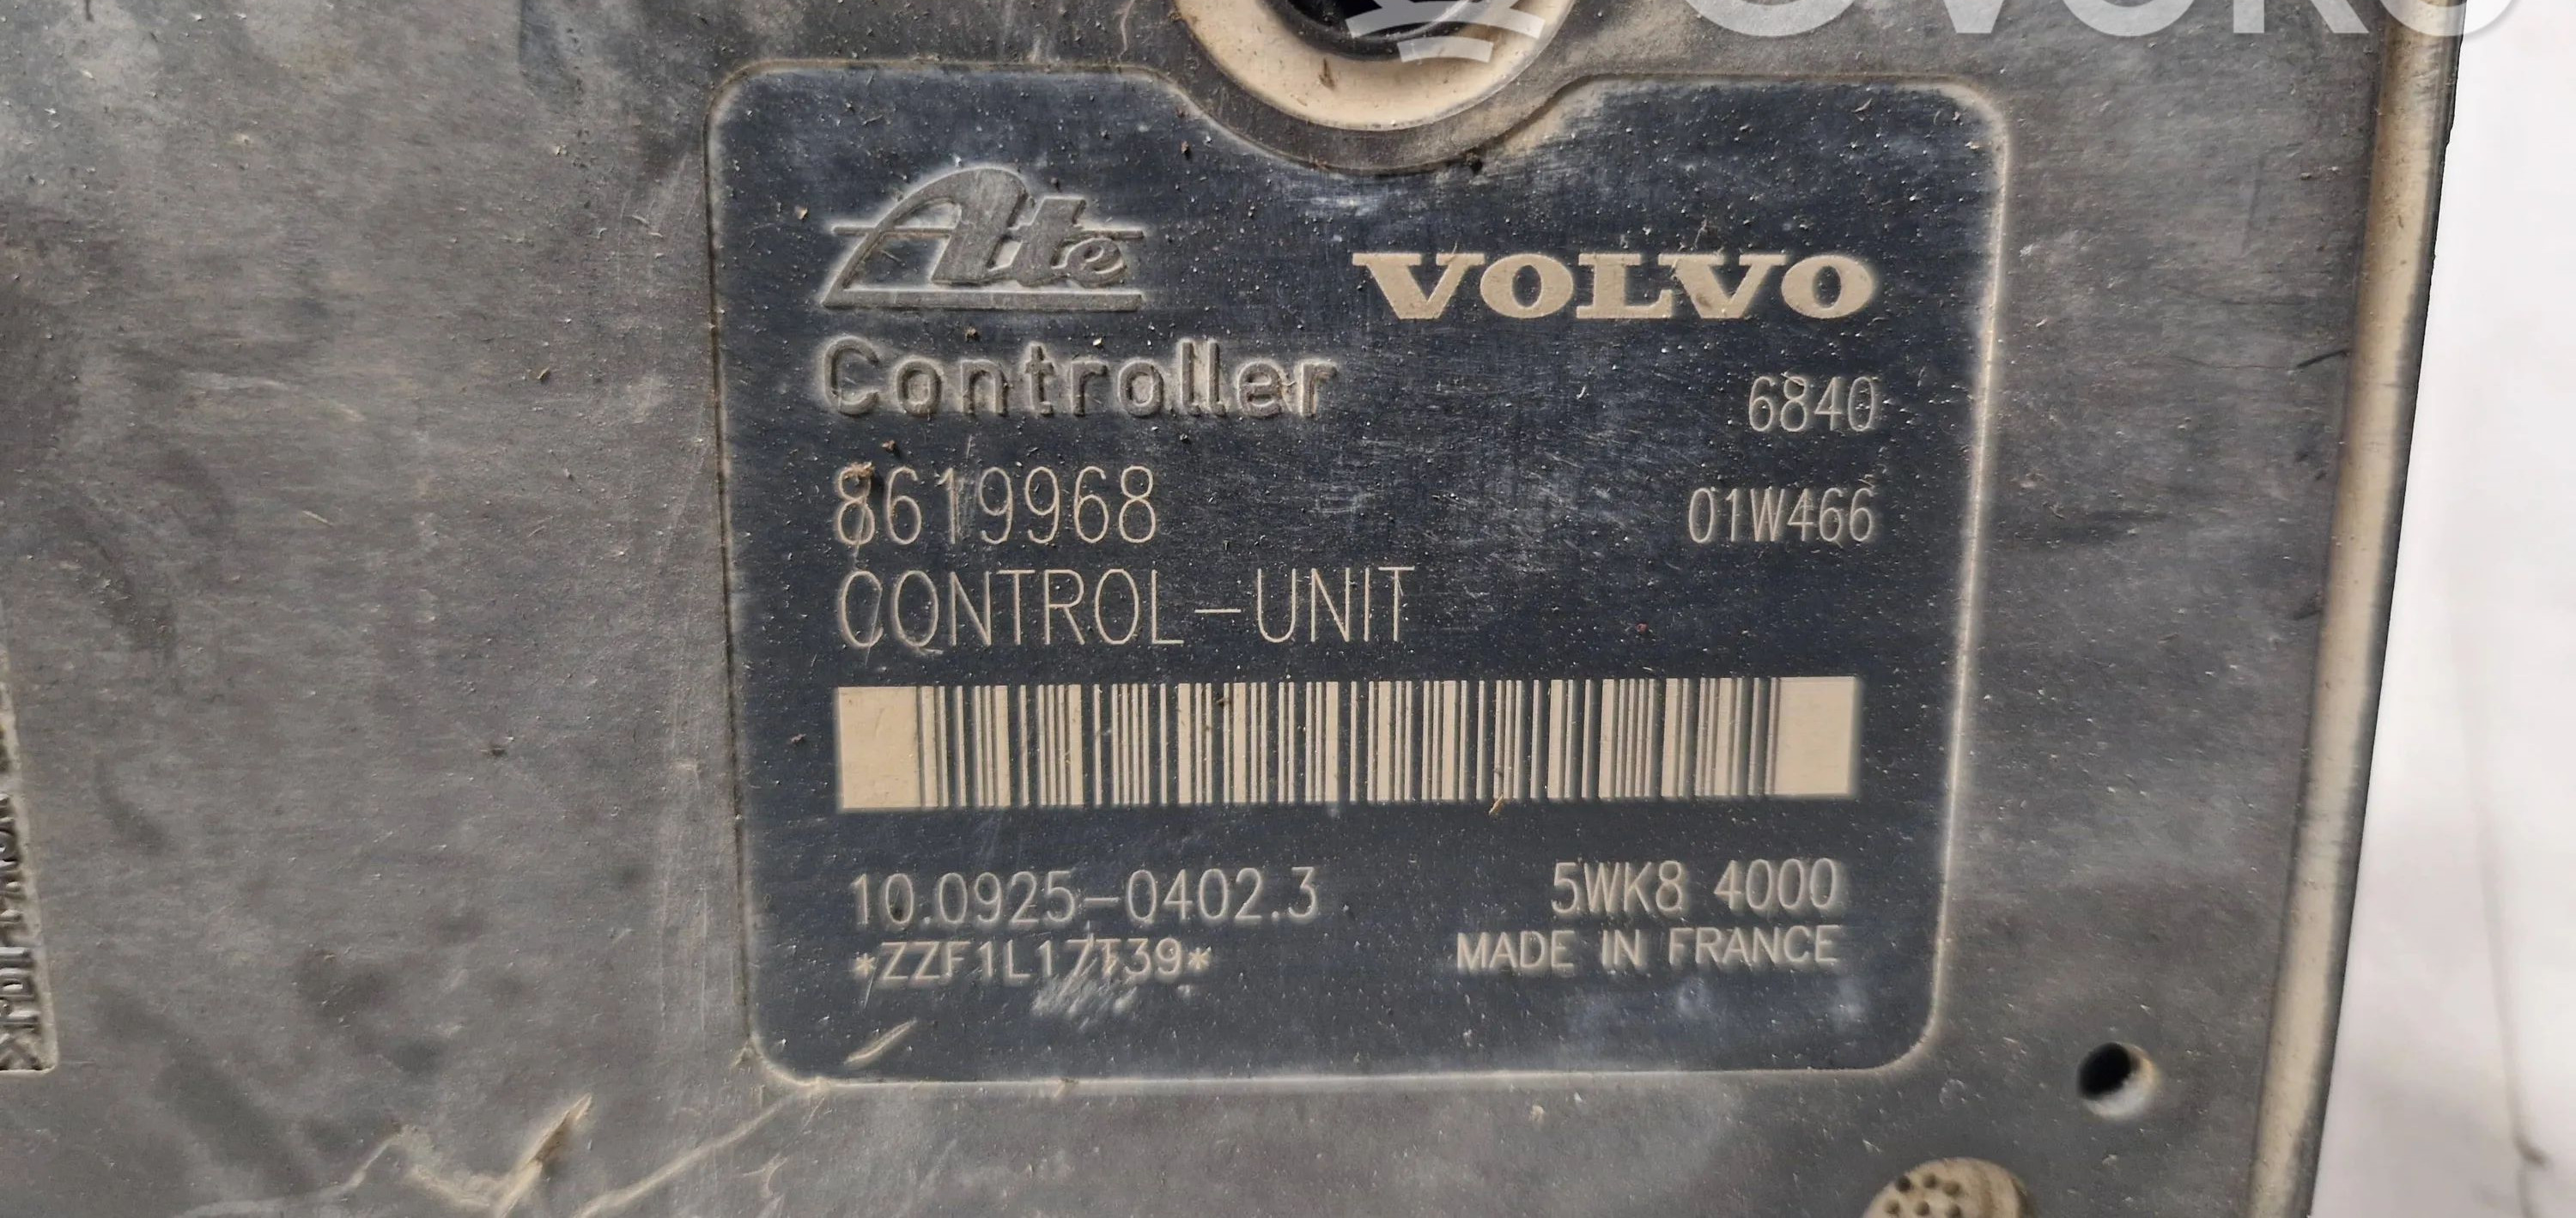 Ate
VOLVO
Controller
6840
8619968
01W466
CONTROL-UNIT
10.0925-0402.3
5WK8 4000
*ZZF1L17T39*
MADE IN FRANCE